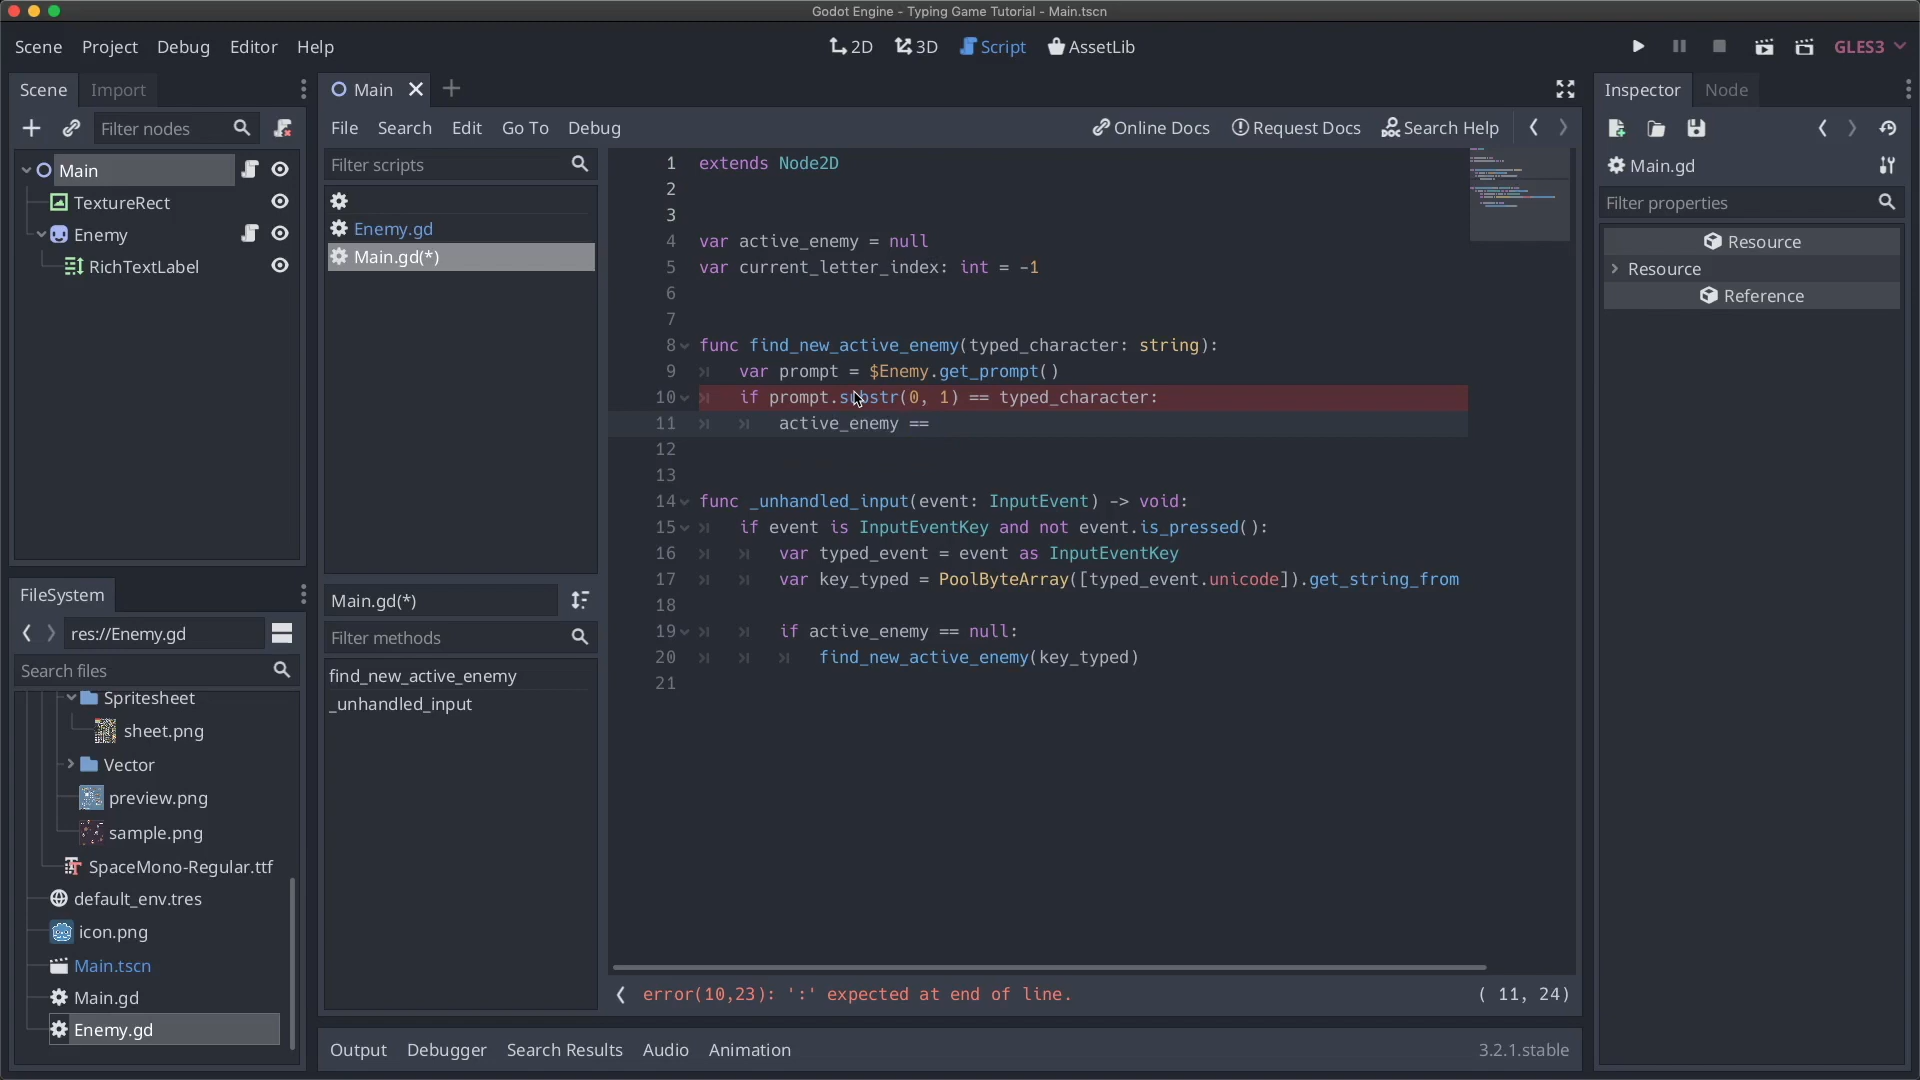 Godot Engine - Typing Game Tutorial - Main.tscn
Scene Project Debug Editor Help
2D 3D Script AssetLib
GLES3
Scene Import
Filter nodes
Main
TextureRect
Enemy
RichTextLabel
FileSystem
res://Enemy.gd
Search files
Spritesheet
sheet.png
Vector
preview.png
sample.png
SpaceMono-Regular.ttf
default_env.tres
icon.png
Main.tscn
Main.gd
Enemy.gd
Main
File Search Edit Go To Debug
Online Docs Request Docs Search Help
Filter scripts
Enemy.gd
Main.gd(*)
Main.gd(*)
Filter methods
find_new_active_enemy
_unhandled_input
1 extends Node2D
2
3
4 var active_enemy = null
5 var current_letter_index: int = -1
6
7
8 func find_new_active_enemy(typed_character: string):
9 var prompt = $Enemy.get_prompt()
10 if prompt.substr(0, 1) == typed_character:
11 active_enemy ==
12
13
14 func _unhandled_input(event: InputEvent) -> void:
15 if event is InputEventKey and not event.is_pressed():
16 var typed_event = event as InputEventKey
17 var key_typed = PoolByteArray([typed_event.unicode]).get_string_from
18
19 if active_enemy == null:
20 find_new_active_enemy(key_typed)
21
error(10,23): ':' expected at end of line.
( 11, 24)
Output Debugger Search Results Audio Animation
3.2.1.stable
Inspector Node
Main.gd
Filter properties
Resource
Resource
Reference